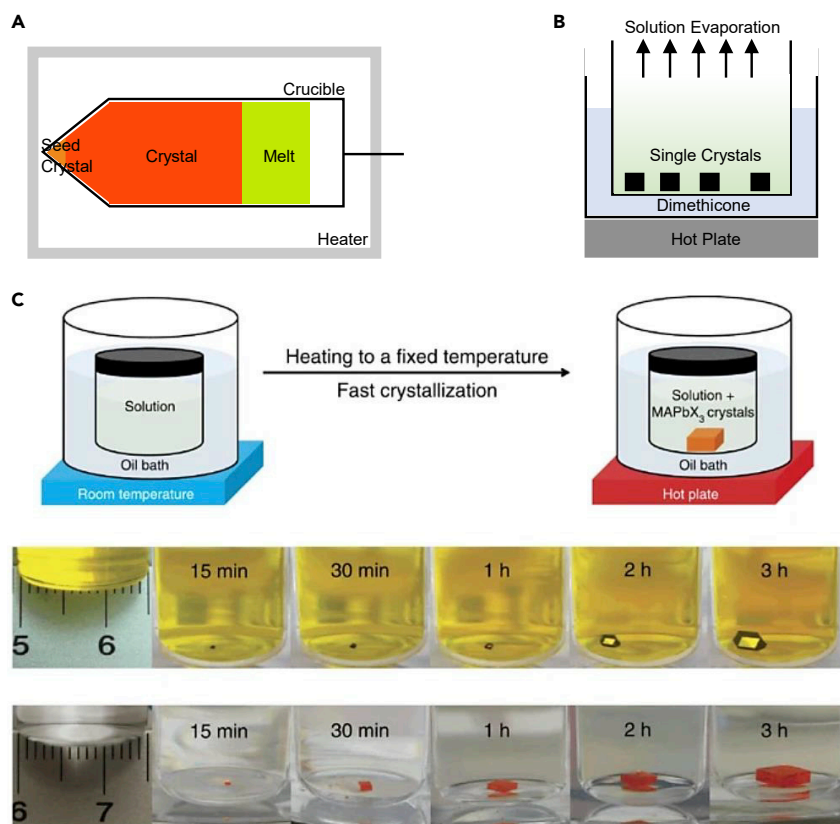 A
Crucible
Seed
Crystal
Crystal
Melt
Heater
B
Solution Evaporation
Single Crystals
Dimethicone
Hot Plate
C
Solution
Oil bath
Room temperature
Heating to a fixed temperature
Fast crystallization
Solution +
MAPbX₃ crystals
Oil bath
Hot plate
5 6
15 min
30 min
1 h
2 h
3 h
6 7
15 min
30 min
1 h
2 h
3 h